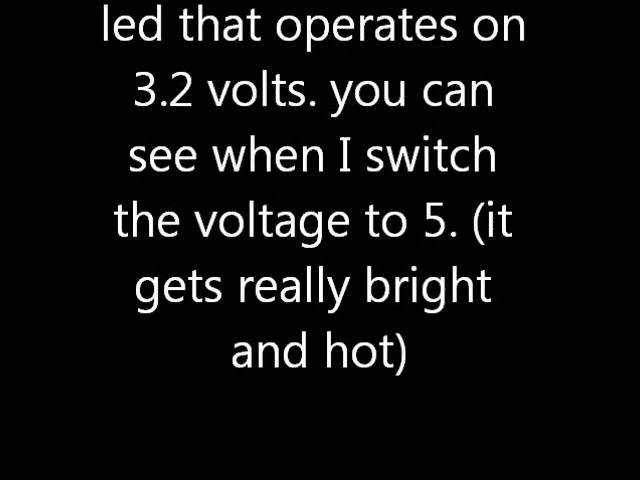 led that operates on
3.2 volts. you can
see when I switch
the voltage to 5. (it
gets really bright
and hot)